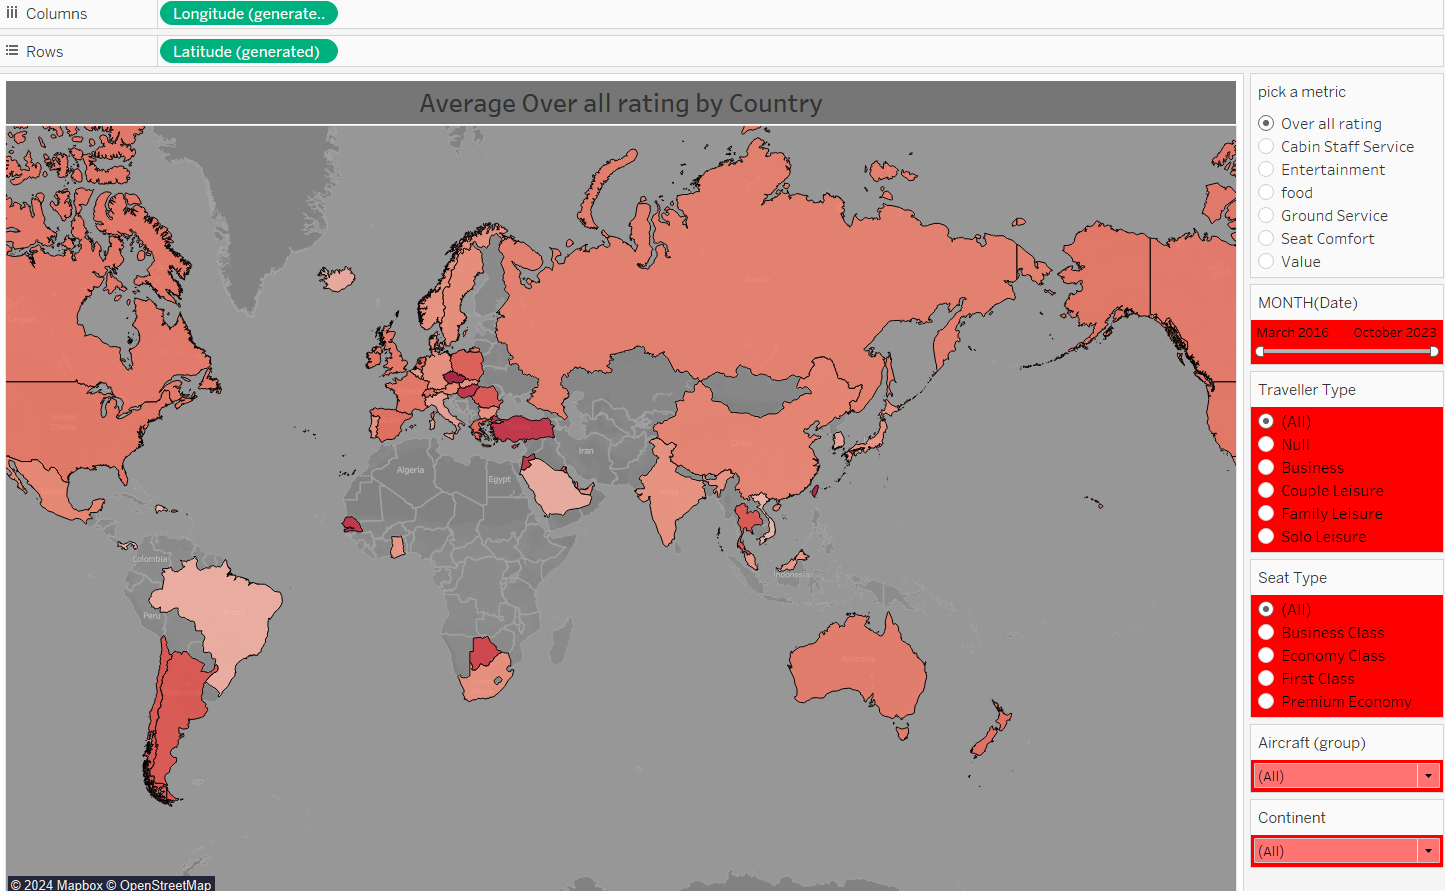 Columns
Longitude (generate..
Rows
Latitude (generated)
Average Over all rating by Country
pick a metric
Over all rating
Cabin Staff Service
Entertainment
food
Ground Service
Seat Comfort
Value
MONTH(Date)
March 2016 October 2023
Traveller Type
(All)
Null
Business
Couple Leisure
Family Leisure
Solo Leisure
Seat Type
(All)
Business Class
Economy Class
First Class
Premium Economy
Aircraft (group)
(All)
Continent
(All)
United
States
China
Iran
Algeria
Egypt
India
Colombia
Indonesia
Peru
Brazil
Australia
© 2024 Mapbox © OpenStreetMap